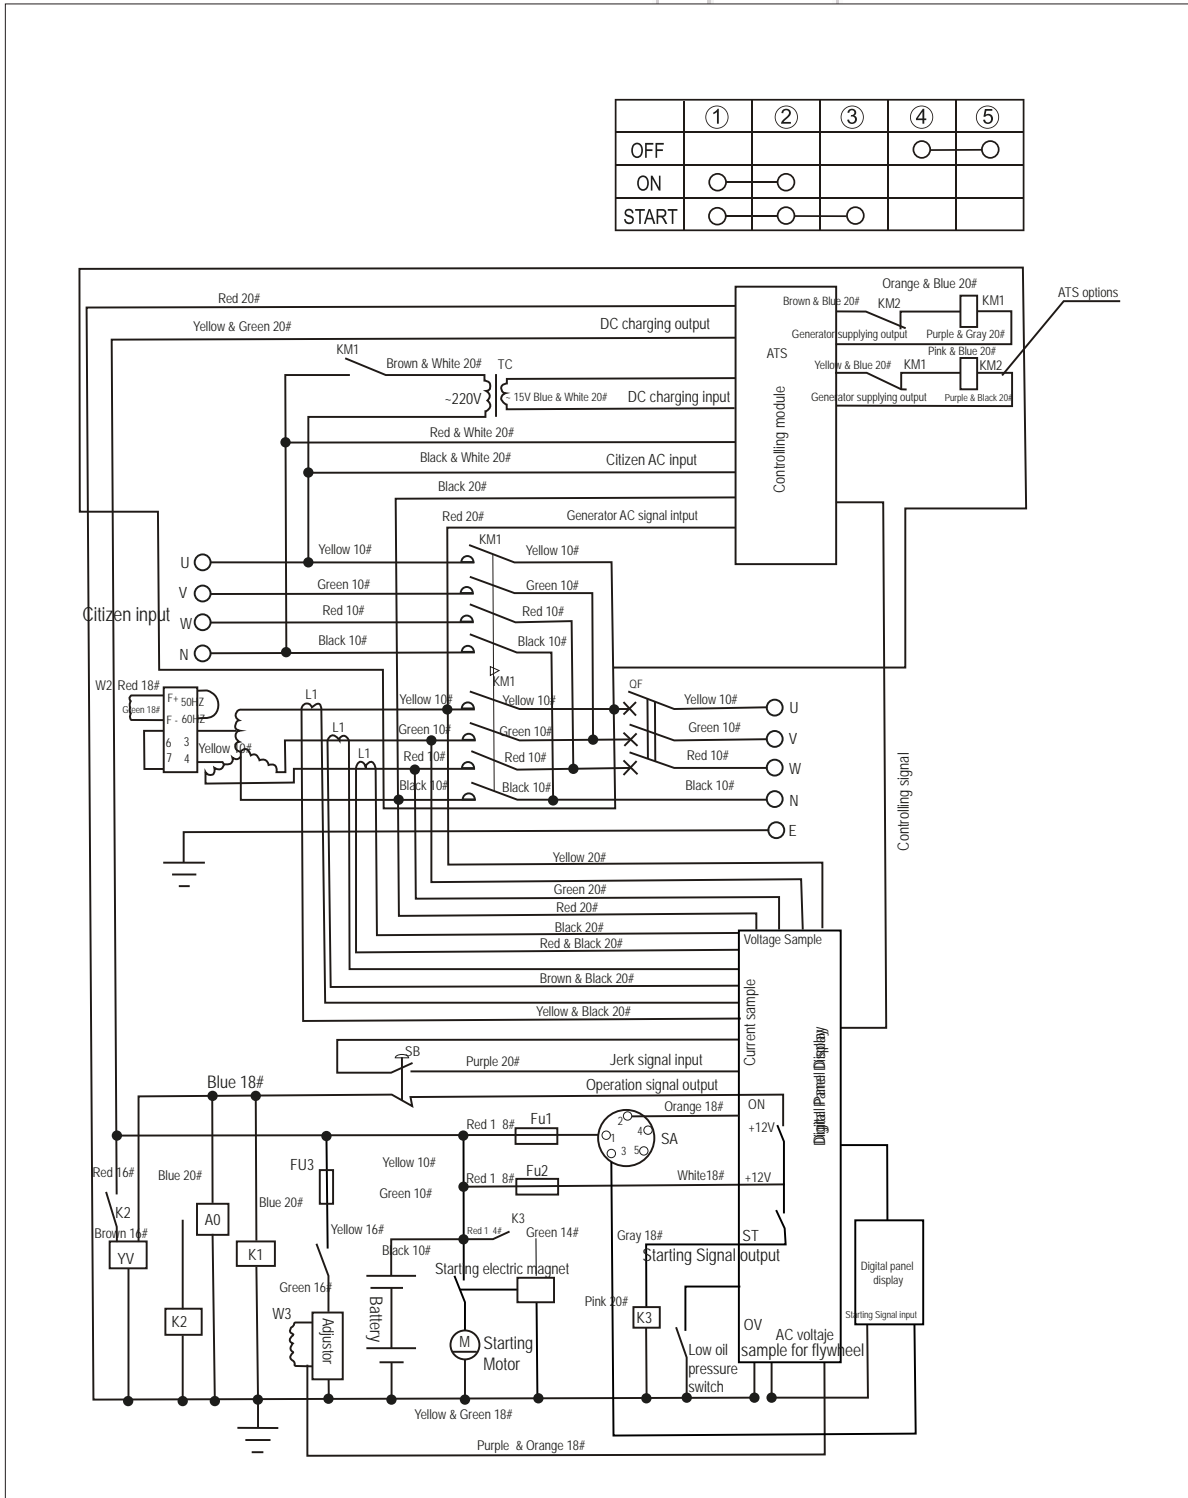 ① ② ③ ④ ⑤
OFF
ON
START
Red 20#
Yellow & Green 20#
DC charging output
KM1
Brown & White 20#
TC
~220V
~ 15V Blue & White 20#
DC charging input
Red & White 20#
Black & White 20#
Citizen AC input
Black 20#
Red 20#
Generator AC signal intput
ATS
Controlling module
Orange & Blue 20#
Brown & Blue 20#
KM2
KM1
Generator supplying output
Purple & Gray 20#
Pink & Blue 20#
Yellow & Blue 20#
KM1
KM2
Generator supplying output
Purple & Black 20#
ATS options
KM1
U
Yellow 10#
Yellow 10#
V
Green 10#
Green 10#
Citizen input
W
Red 10#
Red 10#
N
Black 10#
Black 10#
KM1
W2 Red 18#
Green 18#
F+ 50HZ
F - 60HZ
6 3
7 4
Yellow 10#
L1
L1
L1
Yellow 10#
Yellow 10#
QF
Yellow 10#
U
Green 10#
Green 10#
Green 10#
V
Red 10#
Red 10#
Red 10#
W
Black 10#
Black 10#
Black 10#
N
E
Controlling signal
Yellow 20#
Green 20#
Red 20#
Black 20#
Red & Black 20#
Brown & Black 20#
Yellow & Black 20#
Voltage Sample
Current sample
Digital Panel Display
SB
Purple 20#
Jerk signal input
Blue 18#
Operation signal output
Orange 18#
ON
+12V
Red 1 8#
Fu1
1
2
3
4
5
SA
Red 16#
Blue 20#
FU3
Yellow 10#
Green 10#
Red 1 8#
Fu2
White18#
+12V
K2
Brown 16#
YV
A0
Blue 20#
K1
Yellow 16#
Black 10#
Red 1 4#
K3
Green 14#
Gray 18#
ST
Starting Signal output
Starting electric magnet
Green 16#
W3
K2
Adjustor
Battery
M
Starting
Motor
Pink 20#
K3
Low oil
pressure
switch
OV
AC voltaje
sample for flywheel
Digital panel
display
Starting Signal input
Yellow & Green 18#
Purple & Orange 18#